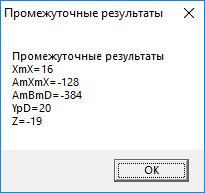 Промежуточные результаты
Промежуточные результаты
XmX=16
AmXmX=-128
AmBmD=-384
YpD=20
Z=-19
OK